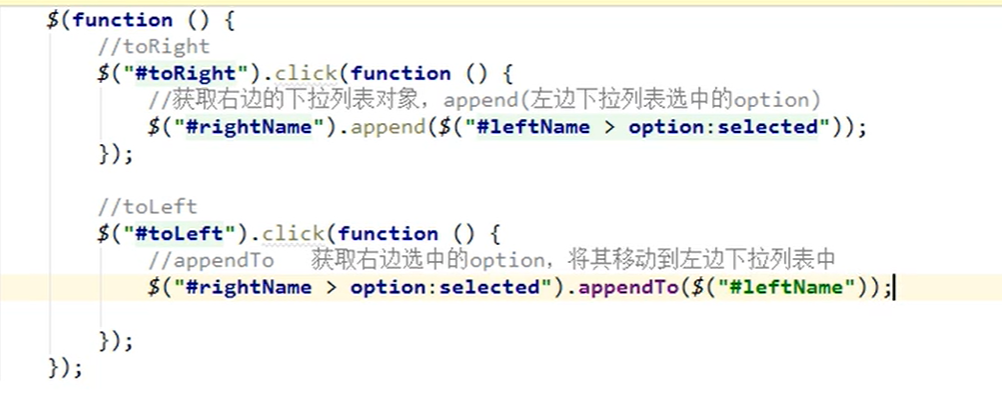 $(function () {
//toRight
$("#toRight").click(function () {
//获取右边的下拉列表对象，append(左边下拉列表选中的option)
$("#rightName").append($("#leftName > option:selected"));
});
//toLeft
$("#toLeft").click(function () {
//appendTo   获取右边选中的option，将其移动到左边下拉列表中
$("#rightName > option:selected").appendTo($("#leftName"));
});
});